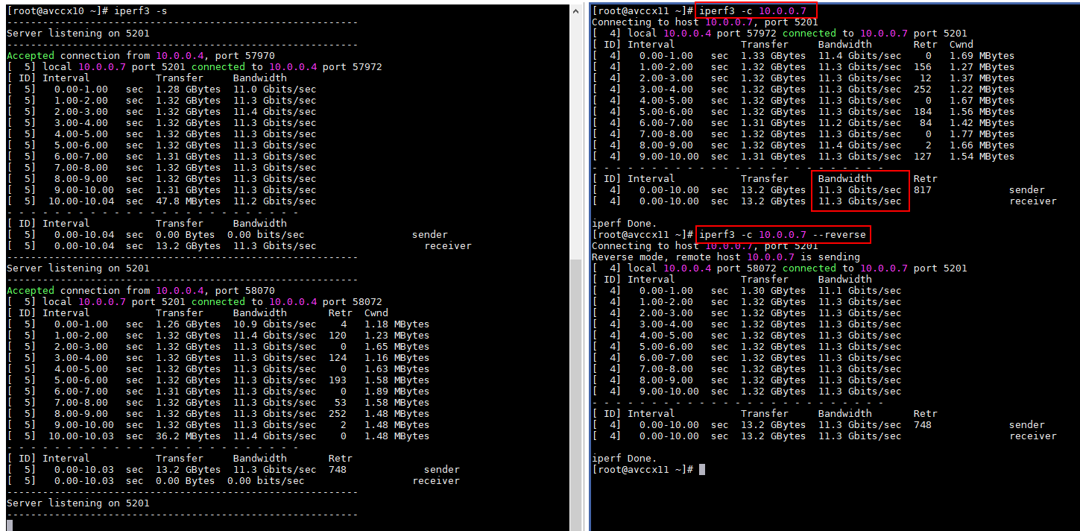 [root@avccx10 ~]# iperf3 -s
-----------------------------------------------------------
Server listening on 5201
-----------------------------------------------------------
Accepted connection from 10.0.0.4, port 57970
[  5] local 10.0.0.7 port 5201 connected to 10.0.0.4 port 57972
[ ID] Interval           Transfer     Bandwidth
[  5]   0.00-1.00   sec  1.28 GBytes  11.0 Gbits/sec
[  5]   1.00-2.00   sec  1.32 GBytes  11.3 Gbits/sec
[  5]   2.00-3.00   sec  1.32 GBytes  11.4 Gbits/sec
[  5]   3.00-4.00   sec  1.32 GBytes  11.3 Gbits/sec
[  5]   4.00-5.00   sec  1.32 GBytes  11.3 Gbits/sec
[  5]   5.00-6.00   sec  1.32 GBytes  11.3 Gbits/sec
[  5]   6.00-7.00   sec  1.31 GBytes  11.3 Gbits/sec
[  5]   7.00-8.00   sec  1.32 GBytes  11.3 Gbits/sec
[  5]   8.00-9.00   sec  1.32 GBytes  11.3 Gbits/sec
[  5]   9.00-10.00  sec  1.31 GBytes  11.3 Gbits/sec
[  5]  10.00-10.04  sec  47.8 MBytes  11.2 Gbits/sec
- - - - - - - - - - - - - - - - - - - - - - - - -
[ ID] Interval           Transfer     Bandwidth
[  5]   0.00-10.04  sec  0.00 Bytes  0.00 bits/sec                  sender
[  5]   0.00-10.04  sec  13.2 GBytes  11.3 Gbits/sec                  receiver
-----------------------------------------------------------
Server listening on 5201
-----------------------------------------------------------
Accepted connection from 10.0.0.4, port 58070
[  5] local 10.0.0.7 port 5201 connected to 10.0.0.4 port 58072
[ ID] Interval           Transfer     Bandwidth       Retr  Cwnd
[  5]   0.00-1.00   sec  1.26 GBytes  10.9 Gbits/sec    4   1.18 MBytes
[  5]   1.00-2.00   sec  1.32 GBytes  11.4 Gbits/sec  120   1.23 MBytes
[  5]   2.00-3.00   sec  1.32 GBytes  11.3 Gbits/sec    0   1.65 MBytes
[  5]   3.00-4.00   sec  1.32 GBytes  11.3 Gbits/sec  124   1.16 MBytes
[  5]   4.00-5.00   sec  1.32 GBytes  11.3 Gbits/sec    0   1.63 MBytes
[  5]   5.00-6.00   sec  1.32 GBytes  11.3 Gbits/sec  193   1.58 MBytes
[  5]   6.00-7.00   sec  1.31 GBytes  11.3 Gbits/sec    0   1.89 MBytes
[  5]   7.00-8.00   sec  1.32 GBytes  11.3 Gbits/sec   53   1.58 MBytes
[  5]   8.00-9.00   sec  1.32 GBytes  11.3 Gbits/sec  252   1.48 MBytes
[  5]   9.00-10.00  sec  1.32 GBytes  11.3 Gbits/sec    2   1.48 MBytes
[  5]  10.00-10.03  sec  36.2 MBytes  11.4 Gbits/sec    0   1.48 MBytes
- - - - - - - - - - - - - - - - - - - - - - - - -
[ ID] Interval           Transfer     Bandwidth       Retr
[  5]   0.00-10.03  sec  13.2 GBytes  11.3 Gbits/sec  748             sender
[  5]   0.00-10.03  sec  0.00 Bytes  0.00 bits/sec                  receiver
-----------------------------------------------------------
Server listening on 5201
-----------------------------------------------------------
[root@avccx11 ~]# iperf3 -c 10.0.0.7
Connecting to host 10.0.0.7, port 5201
[  4] local 10.0.0.4 port 57972 connected to 10.0.0.7 port 5201
[ ID] Interval           Transfer     Bandwidth       Retr  Cwnd
[  4]   0.00-1.00   sec  1.33 GBytes  11.4 Gbits/sec    0   1.69 MBytes
[  4]   1.00-2.00   sec  1.32 GBytes  11.3 Gbits/sec  156   1.27 MBytes
[  4]   2.00-3.00   sec  1.32 GBytes  11.3 Gbits/sec   12   1.37 MBytes
[  4]   3.00-4.00   sec  1.32 GBytes  11.3 Gbits/sec  252   1.22 MBytes
[  4]   4.00-5.00   sec  1.32 GBytes  11.3 Gbits/sec    0   1.67 MBytes
[  4]   5.00-6.00   sec  1.32 GBytes  11.3 Gbits/sec  184   1.56 MBytes
[  4]   6.00-7.00   sec  1.31 GBytes  11.2 Gbits/sec   84   1.42 MBytes
[  4]   7.00-8.00   sec  1.32 GBytes  11.3 Gbits/sec    0   1.77 MBytes
[  4]   8.00-9.00   sec  1.32 GBytes  11.4 Gbits/sec    2   1.66 MBytes
[  4]   9.00-10.00  sec  1.31 GBytes  11.3 Gbits/sec  127   1.54 MBytes
- - - - - - - - - - - - - - - - - - - - - - - - -
[ ID] Interval           Transfer     Bandwidth       Retr
[  4]   0.00-10.00  sec  13.2 GBytes  11.3 Gbits/sec  817             sender
[  4]   0.00-10.00  sec  13.2 GBytes  11.3 Gbits/sec                  receiver
iperf Done.
[root@avccx11 ~]# iperf3 -c 10.0.0.7 --reverse
Connecting to host 10.0.0.7, port 5201
Reverse mode, remote host 10.0.0.7 is sending
[  4] local 10.0.0.4 port 58072 connected to 10.0.0.7 port 5201
[ ID] Interval           Transfer     Bandwidth
[  4]   0.00-1.00   sec  1.30 GBytes  11.1 Gbits/sec
[  4]   1.00-2.00   sec  1.32 GBytes  11.3 Gbits/sec
[  4]   2.00-3.00   sec  1.32 GBytes  11.3 Gbits/sec
[  4]   3.00-4.00   sec  1.32 GBytes  11.3 Gbits/sec
[  4]   4.00-5.00   sec  1.32 GBytes  11.3 Gbits/sec
[  4]   5.00-6.00   sec  1.32 GBytes  11.3 Gbits/sec
[  4]   6.00-7.00   sec  1.32 GBytes  11.3 Gbits/sec
[  4]   7.00-8.00   sec  1.32 GBytes  11.3 Gbits/sec
[  4]   8.00-9.00   sec  1.32 GBytes  11.3 Gbits/sec
[  4]   9.00-10.00  sec  1.32 GBytes  11.3 Gbits/sec
- - - - - - - - - - - - - - - - - - - - - - - - -
[ ID] Interval           Transfer     Bandwidth       Retr
[  4]   0.00-10.00  sec  13.2 GBytes  11.3 Gbits/sec  748             sender
[  4]   0.00-10.00  sec  13.2 GBytes  11.3 Gbits/sec                  receiver
iperf Done.
[root@avccx11 ~]#